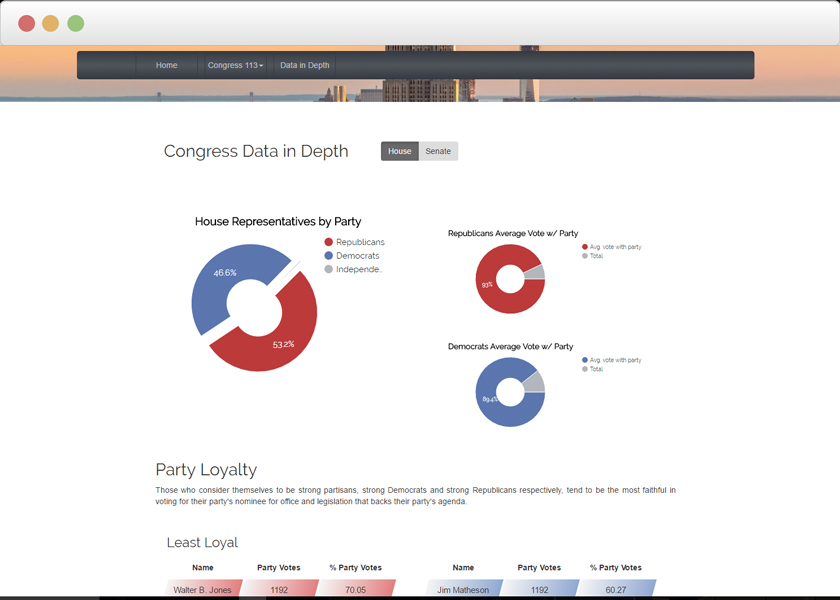 Home Congress 113 Data in Depth
Congress Data in Depth House Senate
House Representatives by Party
Republicans
Democrats
Independe..
46.6%
53.2%
Republicans Average Vote w/ Party
Avg. vote with party
Total
93%
Democrats Average Vote w/ Party
Avg. vote with party
Total
89.4%
Party Loyalty
Those who consider themselves to be strong partisans, strong Democrats and strong Republicans respectively, tend to be the most faithful in
voting for their party's nominee for office and legislation that backs their party's agenda.
Least Loyal
Name Party Votes % Party Votes
Walter B. Jones 1192 70.05
Name Party Votes % Party Votes
Jim Matheson 1192 60.27